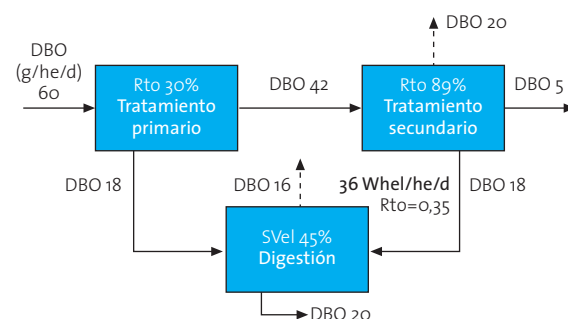 DBO
(g/he/d)
60
Rto 30%
Tratamiento
primario
DBO 42
DBO 20
Rto 89%
Tratamiento
secundario
DBO 5
DBO 18
DBO 16
36 Whel/he/d
Rto=0,35
DBO 18
SVel 45%
Digestión
DBO 20